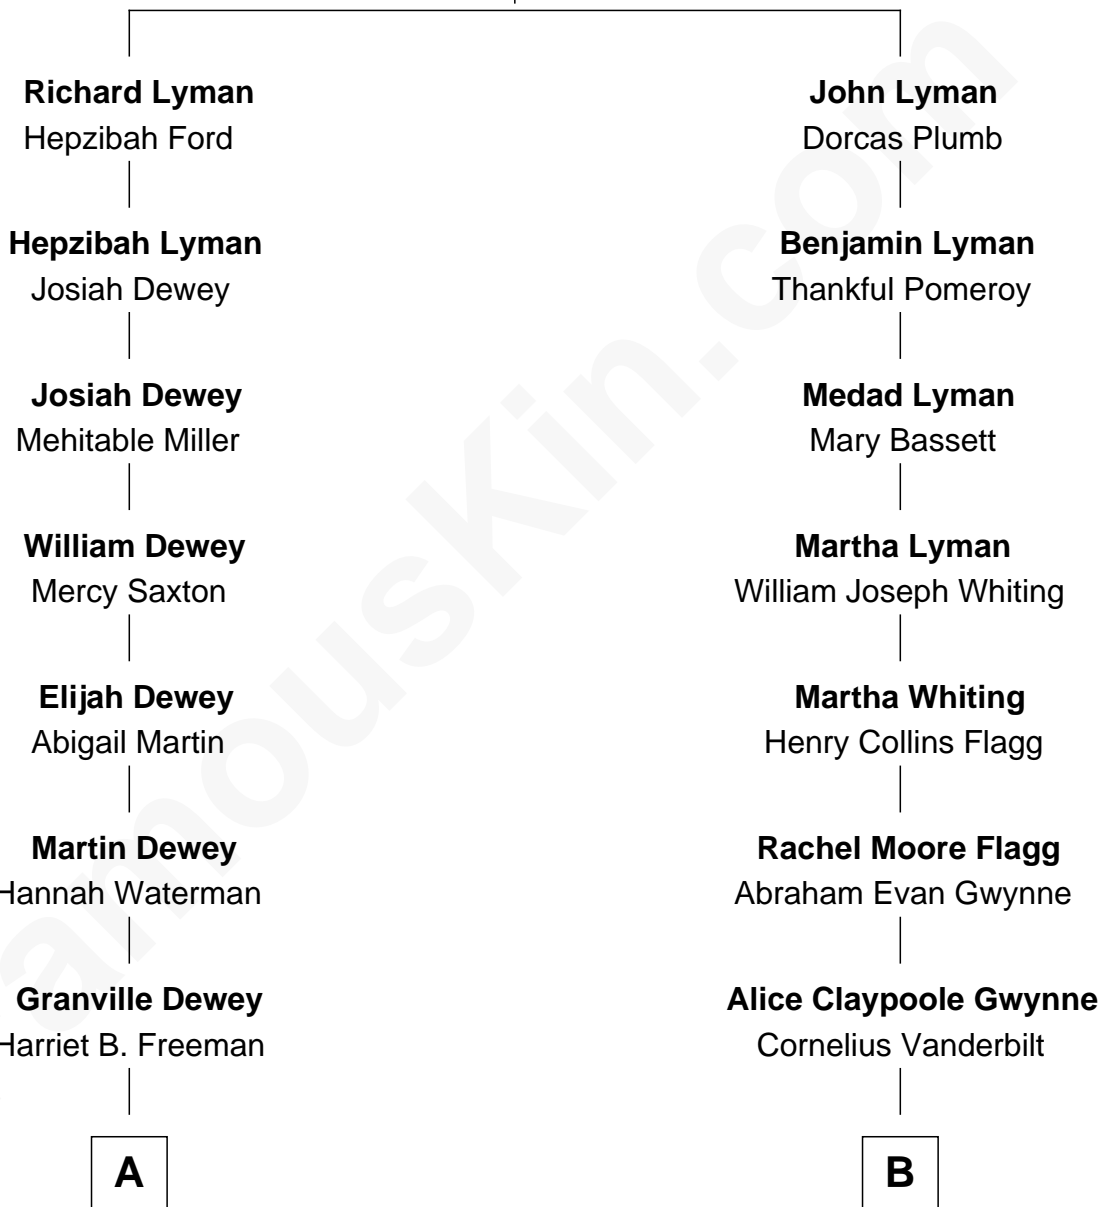 Richard Lyman
Hepzibah Ford
Hepzibah Lyman
Josiah Dewey
Josiah Dewey
Mehitable Miller
William Dewey
Mercy Saxton
Elijah Dewey
Abigail Martin
Martin Dewey
Hannah Waterman
Granville Dewey
Harriet B. Freeman
A
John Lyman
Dorcas Plumb
Benjamin Lyman
Thankful Pomeroy
Medad Lyman
Mary Bassett
Martha Lyman
William Joseph Whiting
Martha Whiting
Henry Collins Flagg
Rachel Moore Flagg
Abraham Evan Gwynne
Alice Claypoole Gwynne
Cornelius Vanderbilt
B
amouskin.com